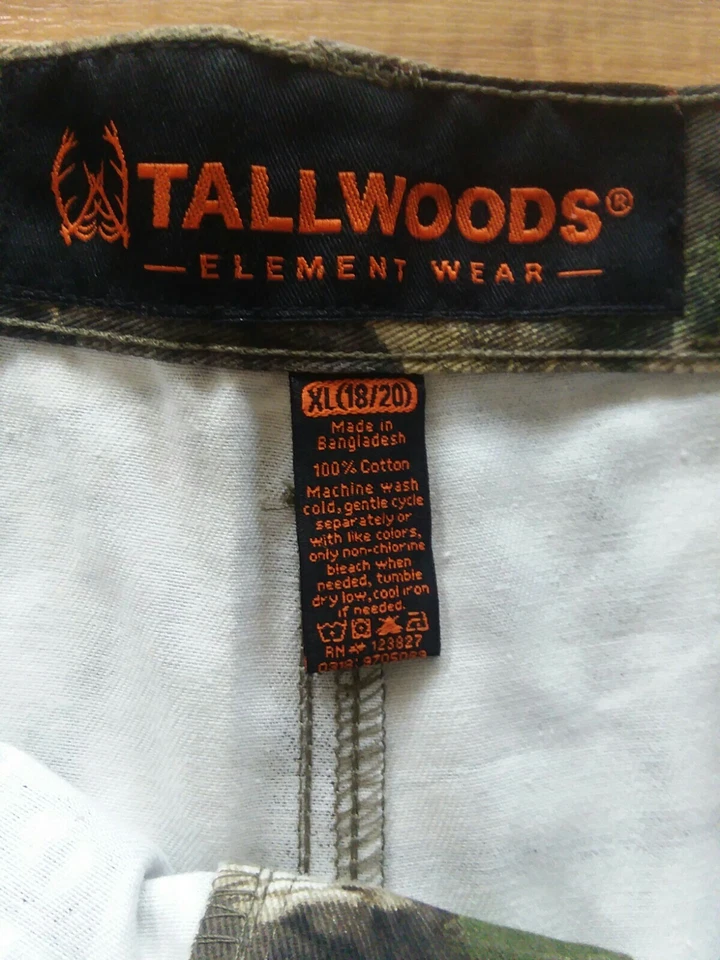 TALLWOODS®
— ELEMENT WEAR —
XL(18/20)
Made in
Bangladesh
100% Cotton
Machine wash
cold, gentle cycle
separately or
with like colors,
only non-chlorine
bleach when
needed, tumble
dry low, cool iron
if needed.
RN # 123827